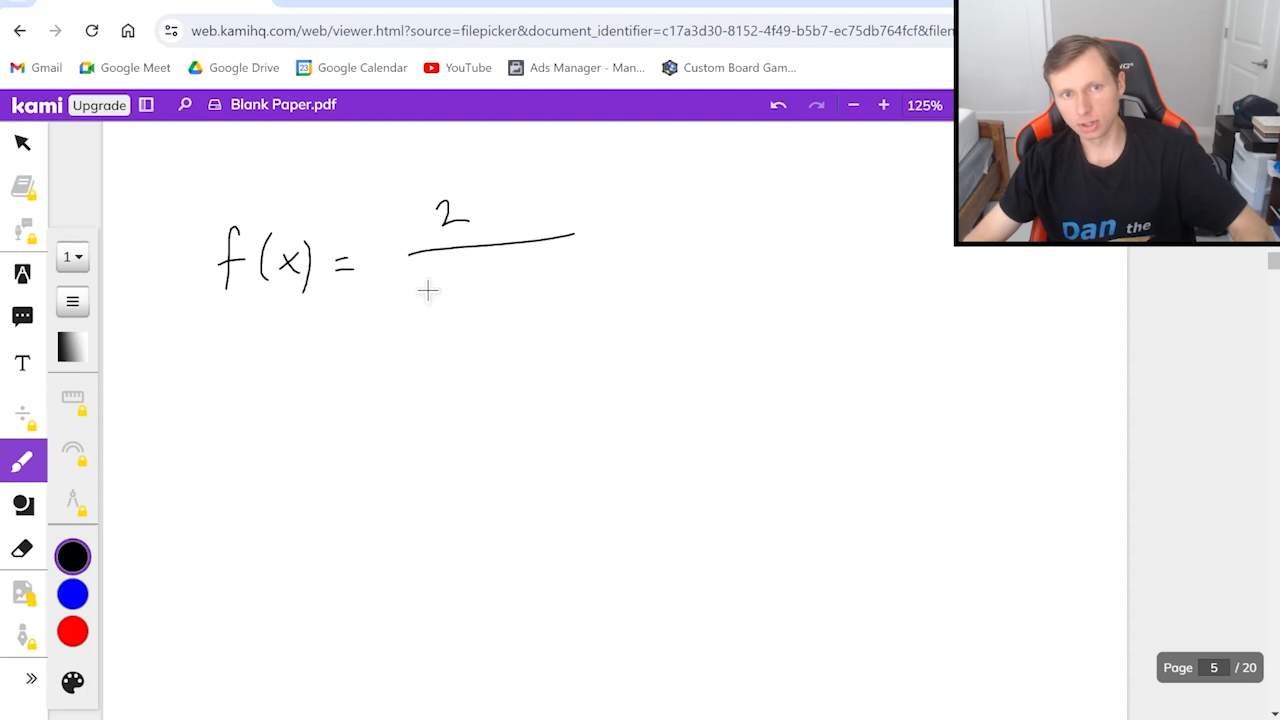 web.kamihq.com/web/viewer.html?source=filepicker&document_identifier=c17a3d30-8152-4f49-b5b7-ec75db764fcf&filen
Gmail Google Meet Google Drive 23 Google Calendar YouTube Ads Manager - Man... Custom Board Gam...
kami Upgrade Blank Paper.pdf 125%
Dan the
2
f(x) =
1
T
Page 5 / 20